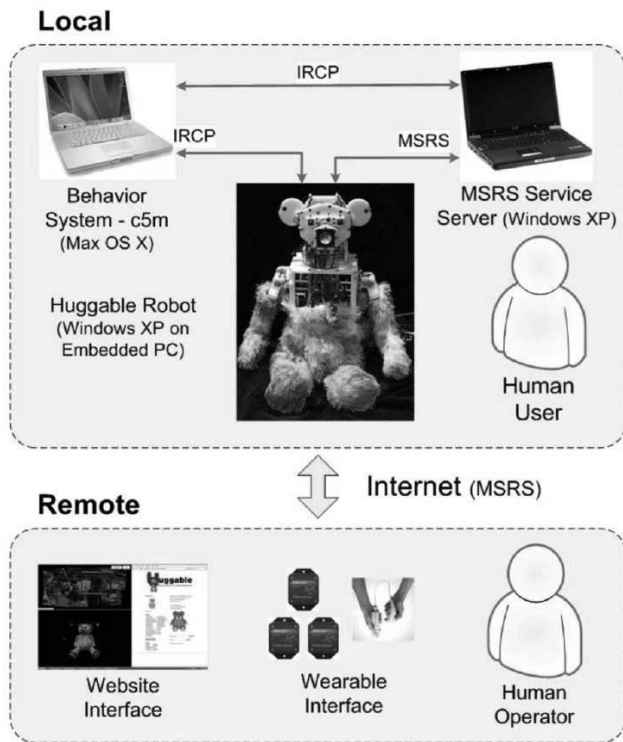 Local
IRCP
IRCP
MSRS
Behavior
System - c5m
(Max OS X)
MSRS Service
Server (Windows XP)
Huggable Robot
(Windows XP on
Embedded PC)
Human
User
Internet (MSRS)
Remote
Huggable
Website
Interface
Wearable
Interface
Human
Operator